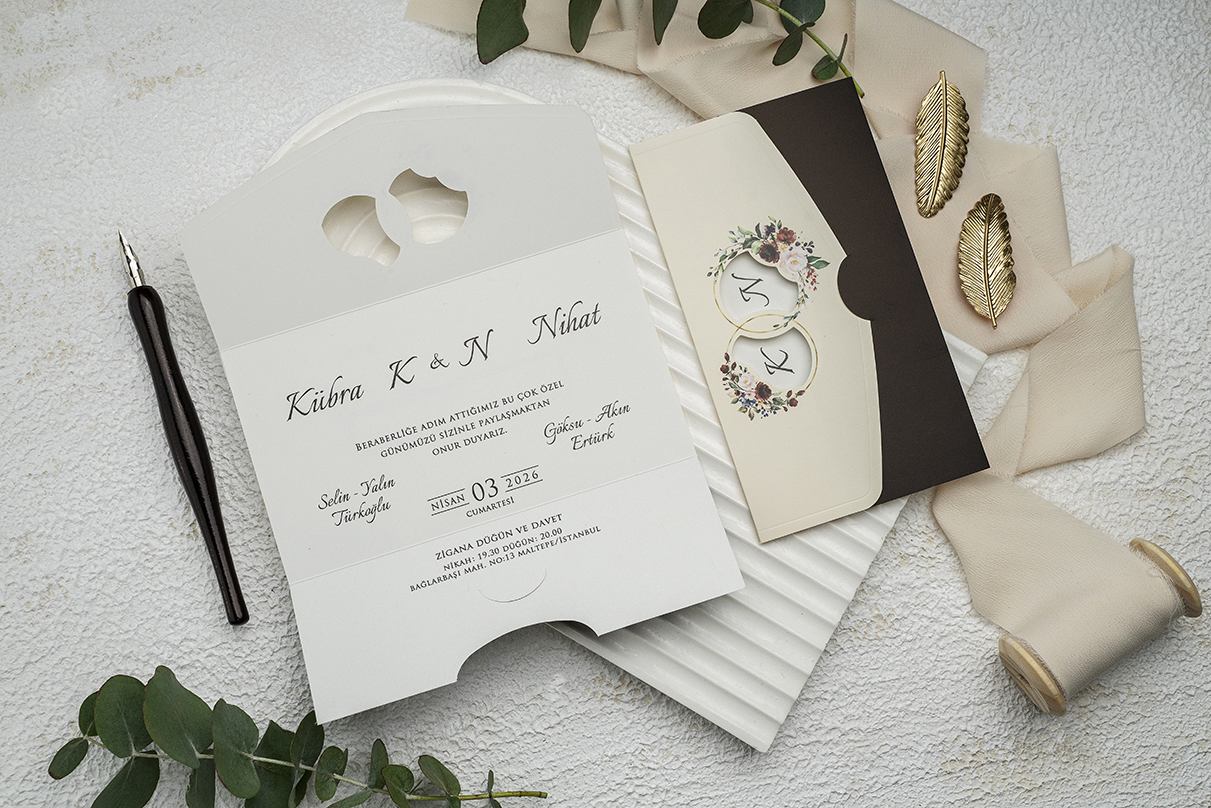 Kübra K & N Nihat
BERABERLİĞE ADIM ATTIĞIMIZ BU ÇOK ÖZEL
GÜNÜMÜZÜ SİZİNLE PAYLAŞMAKTAN
ONUR DUYARIZ.
Selin - Yalın
Türkoğlu
Göksu - Akın
Ertürk
NİSAN 03 2026
CUMARTESİ
ZİGANA DÜĞÜN VE DAVET
NİKAH: 19.30 DÜĞÜN: 20.00
BAĞLARBAŞI MAH. NO:13 MALTEPE/İSTANBUL
N
K